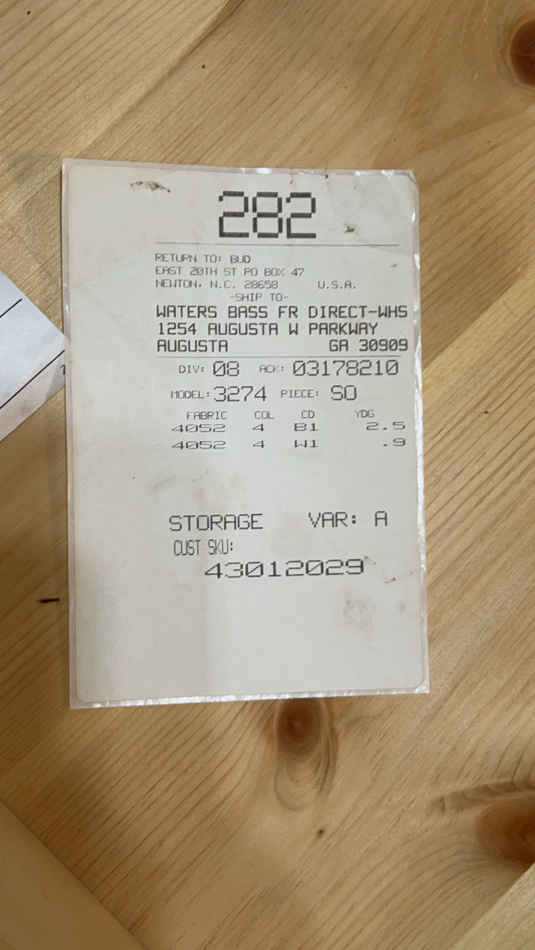 282
RETURN TO: BUD
EAST 20TH ST PO BOX 47
NEWTON, N.C. 28658 U.S.A.
-SHIP TO-
WATERS BASS FR DIRECT-WHS
1254 AUGUSTA W PARKWAY
AUGUSTA GA 30909
DIV: 08 ACK: 03178210
MODEL: 3274 PIECE: SO
FABRIC COL CD YDG
4052 4 B1 2.5
4052 4 W1 .9
STORAGE VAR: A
CUST SKU:
43012029